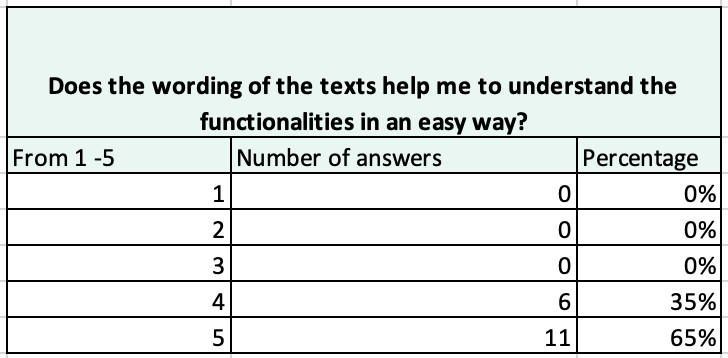 Does the wording of the texts help me to understand the
functionalities in an easy way?
From 1 -5 Number of answers Percentage
1 0 0%
2 0 0%
3 0 0%
4 6 35%
5 11 65%